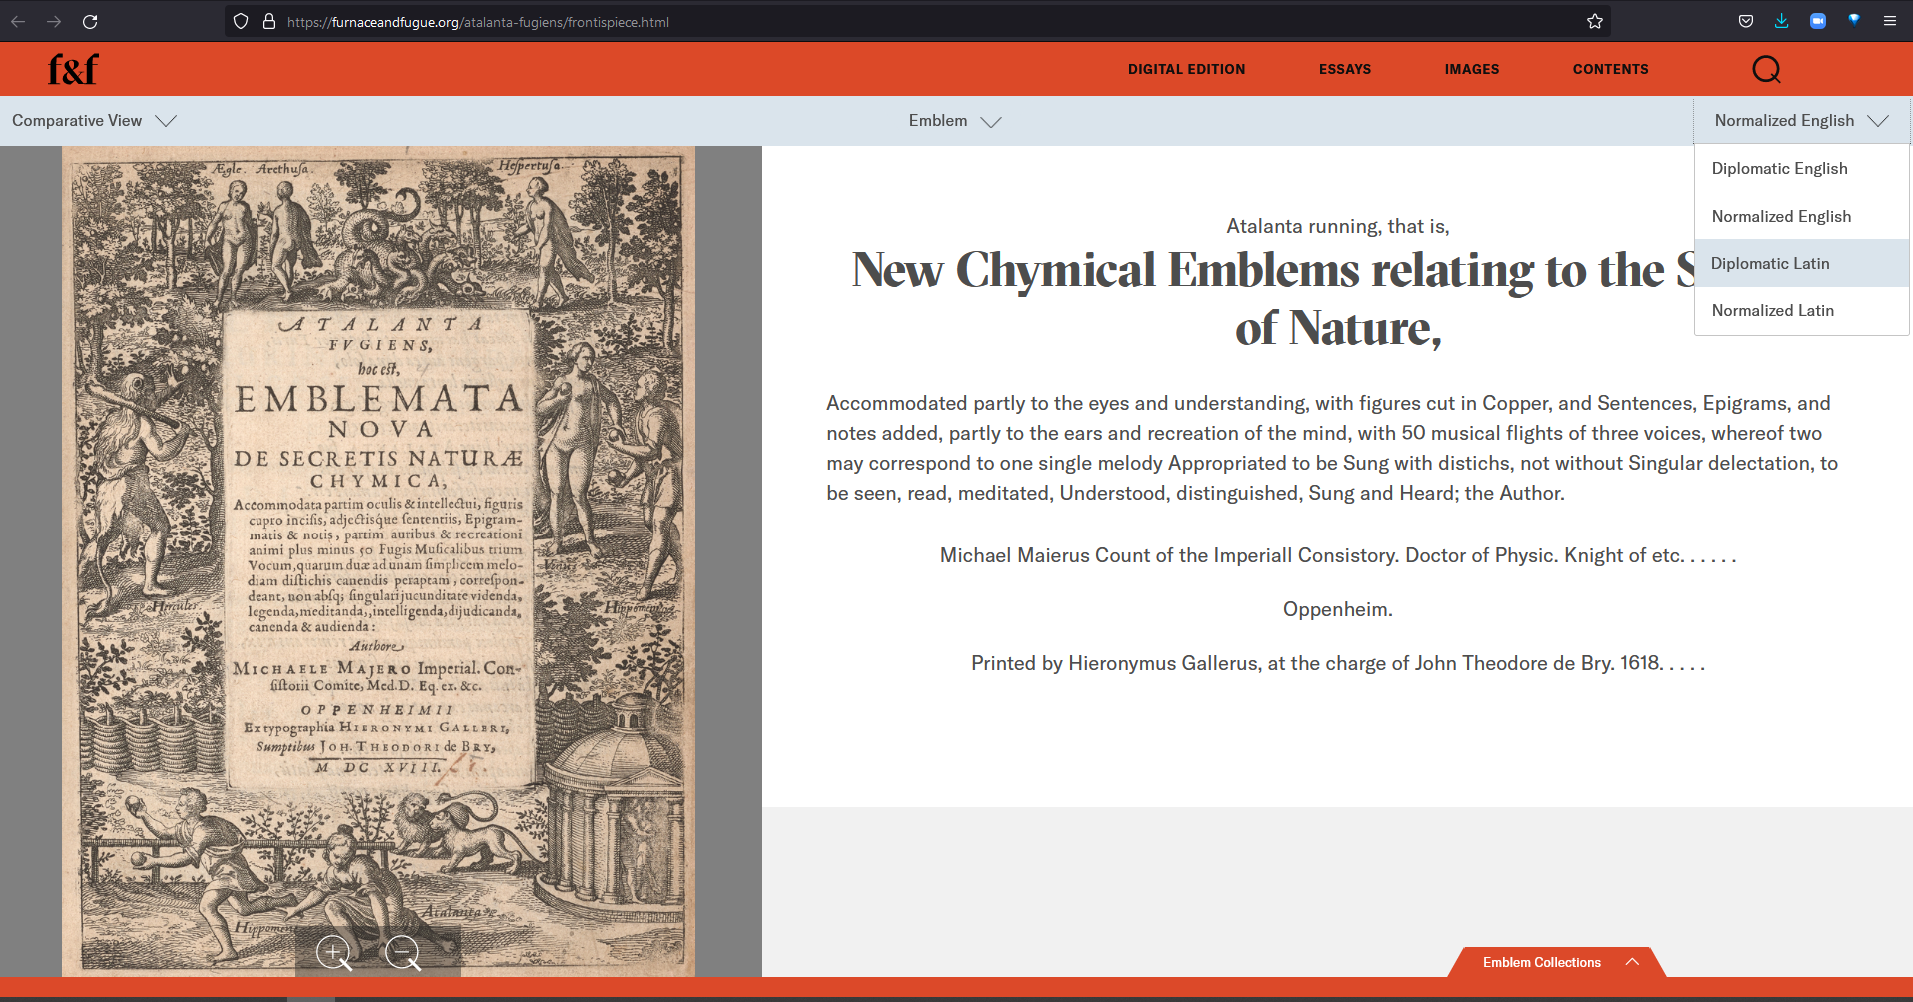 https://furnaceandfugue.org/atalanta-fugiens/frontispiece.html
f&f
DIGITAL EDITION
ESSAYS
IMAGES
CONTENTS
Comparative View
Emblem
Normalized English
Diplomatic English
Normalized English
Diplomatic Latin
Normalized Latin
Ægle. Arethusa.
Hespertusa.
ATALANTA
FVGIENS,
hoc est,
EMBLEMATA
NOVA
DE SECRETIS NATURÆ
CHYMICA,
Accommodata partim oculis & intellectui, figuris
cupro incisis, adjectisque sententiis, Epigram-
matis & notis, partim auribus & recreationi
animi plus minus 50 Fugis Musicalibus trium
Vocum, quarum duæ ad unam simplicem melo-
diam distichis canendis peraptam, correspon-
deant, non absq; singulari jucunditate videnda,
legenda, meditanda, intelligenda, dijudicanda,
canenda & audienda:
Authore
MICHAELE MAJERO Imperial. Con-
sistorii Comite, Med. D. Eq. ex. &c.
OPPENHEIMII
Ex typographia HIERONYMI GALLERI,
Sumptibus JOH. THEODORI de BRY,
M DC XVIII.
Hercules.
Venus
Hippomenes
Hippomene
Atalanta
Atalanta running, that is,
New Chymical Emblems relating to the S
of Nature,
Accommodated partly to the eyes and understanding, with figures cut in Copper, and Sentences, Epigrams, and
notes added, partly to the ears and recreation of the mind, with 50 musical flights of three voices, whereof two
may correspond to one single melody Appropriated to be Sung with distichs, not without Singular delectation, to
be seen, read, meditated, Understood, distinguished, Sung and Heard; the Author.
Michael Maierus Count of the Imperiall Consistory. Doctor of Physic. Knight of etc. . . . . .
Oppenheim.
Printed by Hieronymus Gallerus, at the charge of John Theodore de Bry. 1618. . . . .
Emblem Collections